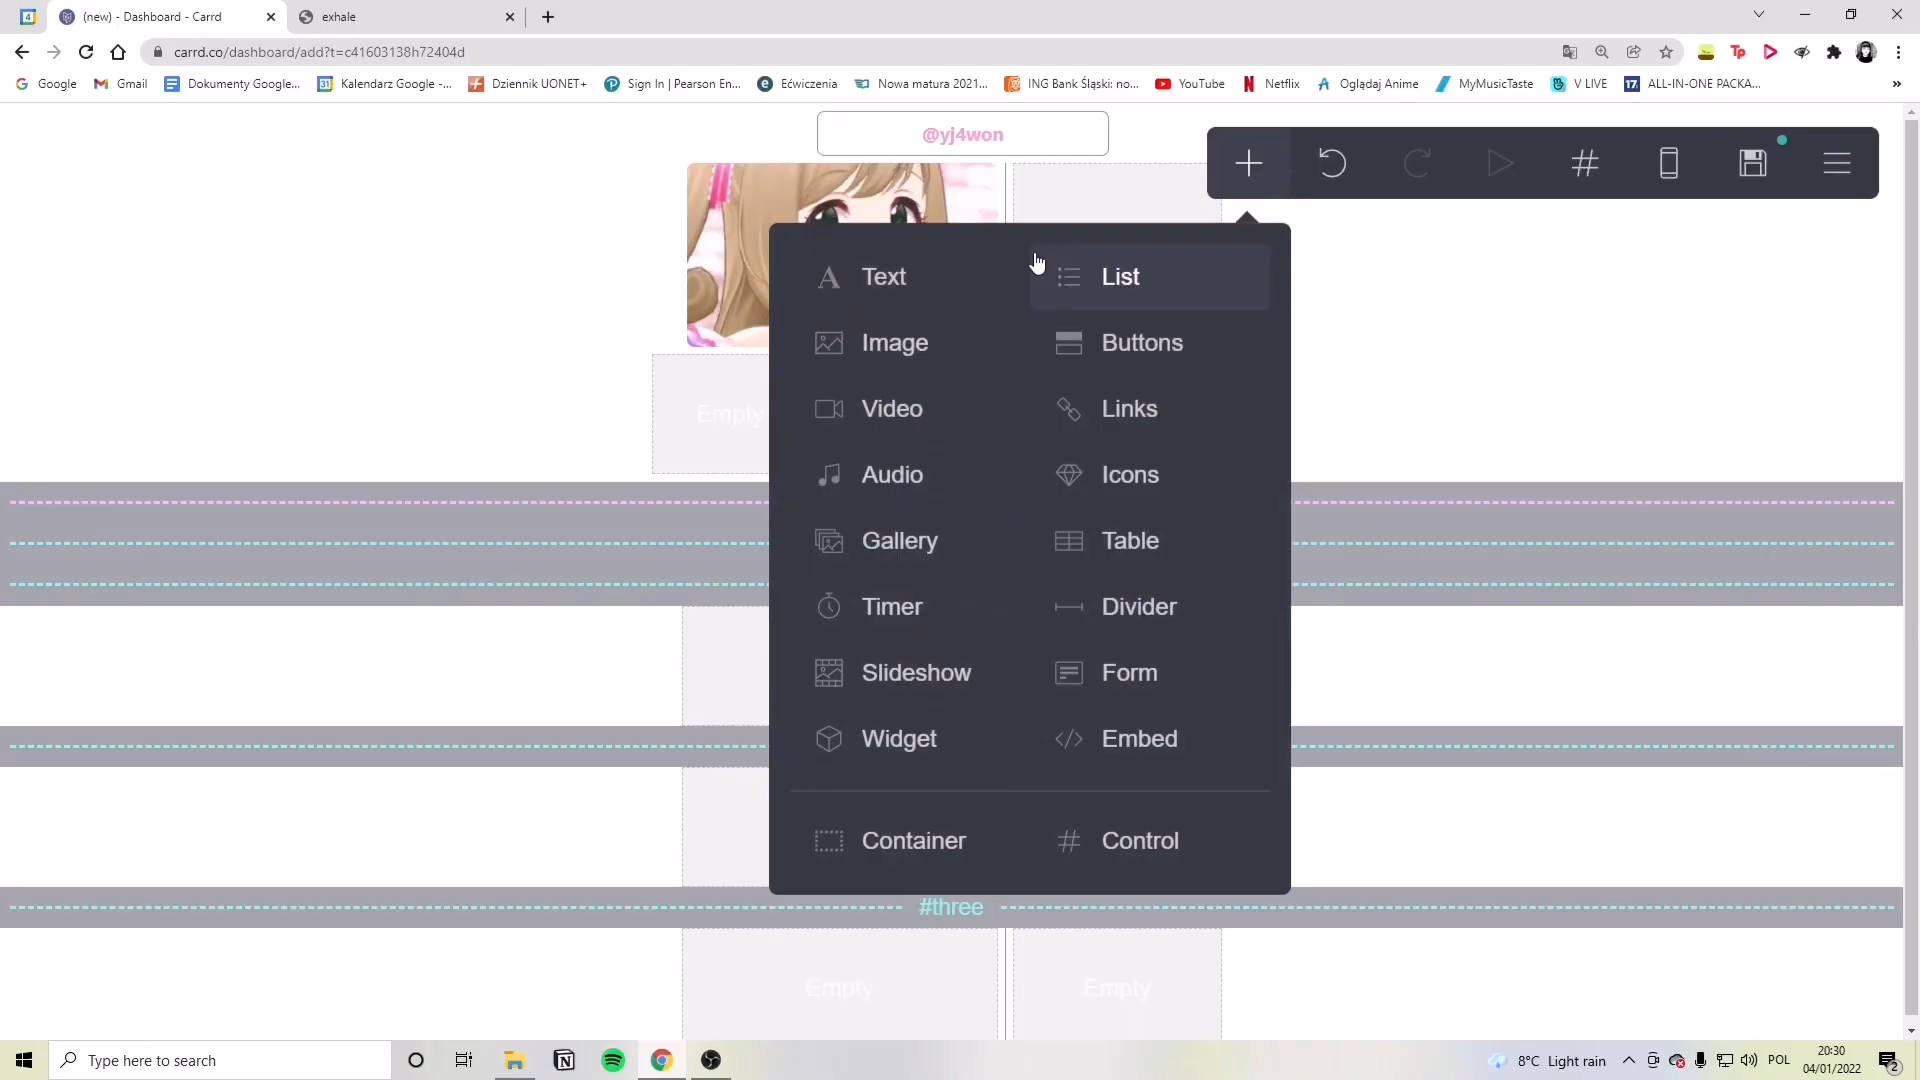 (new) - Dashboard - Carrd
exhale
carrd.co/dashboard/add?t=c41603138h72404d
Google
Gmail
Dokumenty Google...
Kalendarz Google -...
Dziennik UONET+
Sign In | Pearson En...
Ećwiczenia
Nowa matura 2021...
ING Bank Śląski: no...
YouTube
Netflix
Oglądaj Anime
MyMusicTaste
V LIVE
ALL-IN-ONE PACKA...
@yj4won
Text
List
Image
Buttons
Video
Links
Empty
Audio
Icons
Gallery
Table
Timer
Divider
Slideshow
Form
Widget
Embed
Container
Control
#three
Empty
Empty
Type here to search
8°C Light rain
POL
20:30
04/01/2022
2